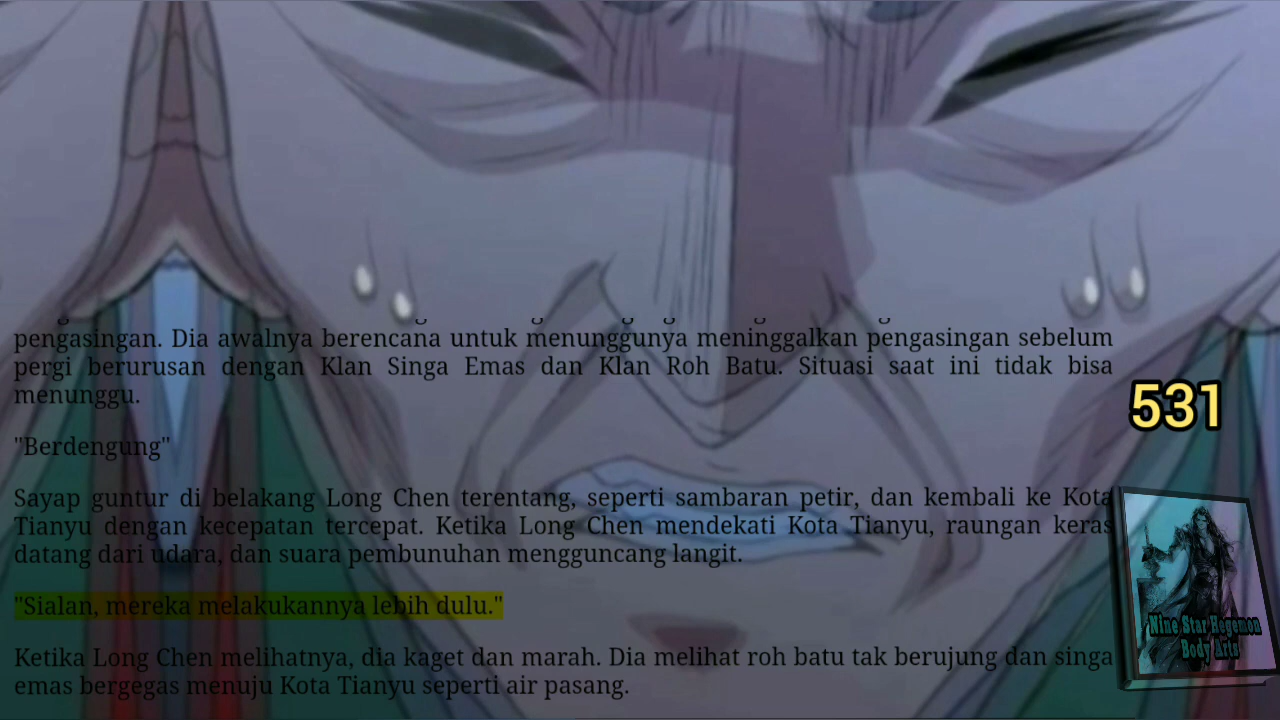 pengasingan. Dia awalnya berencana untuk menunggunya meninggalkan pengasingan sebelum
pergi berurusan dengan Klan Singa Emas dan Klan Roh Batu. Situasi saat ini tidak bisa
menunggu.
"Berdengung"
Sayap guntur di belakang Long Chen terentang, seperti sambaran petir, dan kembali ke Kota
Tianyu dengan kecepatan tercepat. Ketika Long Chen mendekati Kota Tianyu, raungan keras
datang dari udara, dan suara pembunuhan mengguncang langit.
"Sialan, mereka melakukannya lebih dulu."
Ketika Long Chen melihatnya, dia kaget dan marah. Dia melihat roh batu tak berujung dan singa
emas bergegas menuju Kota Tianyu seperti air pasang.
531
Nine Star Hegemon
Body Arts